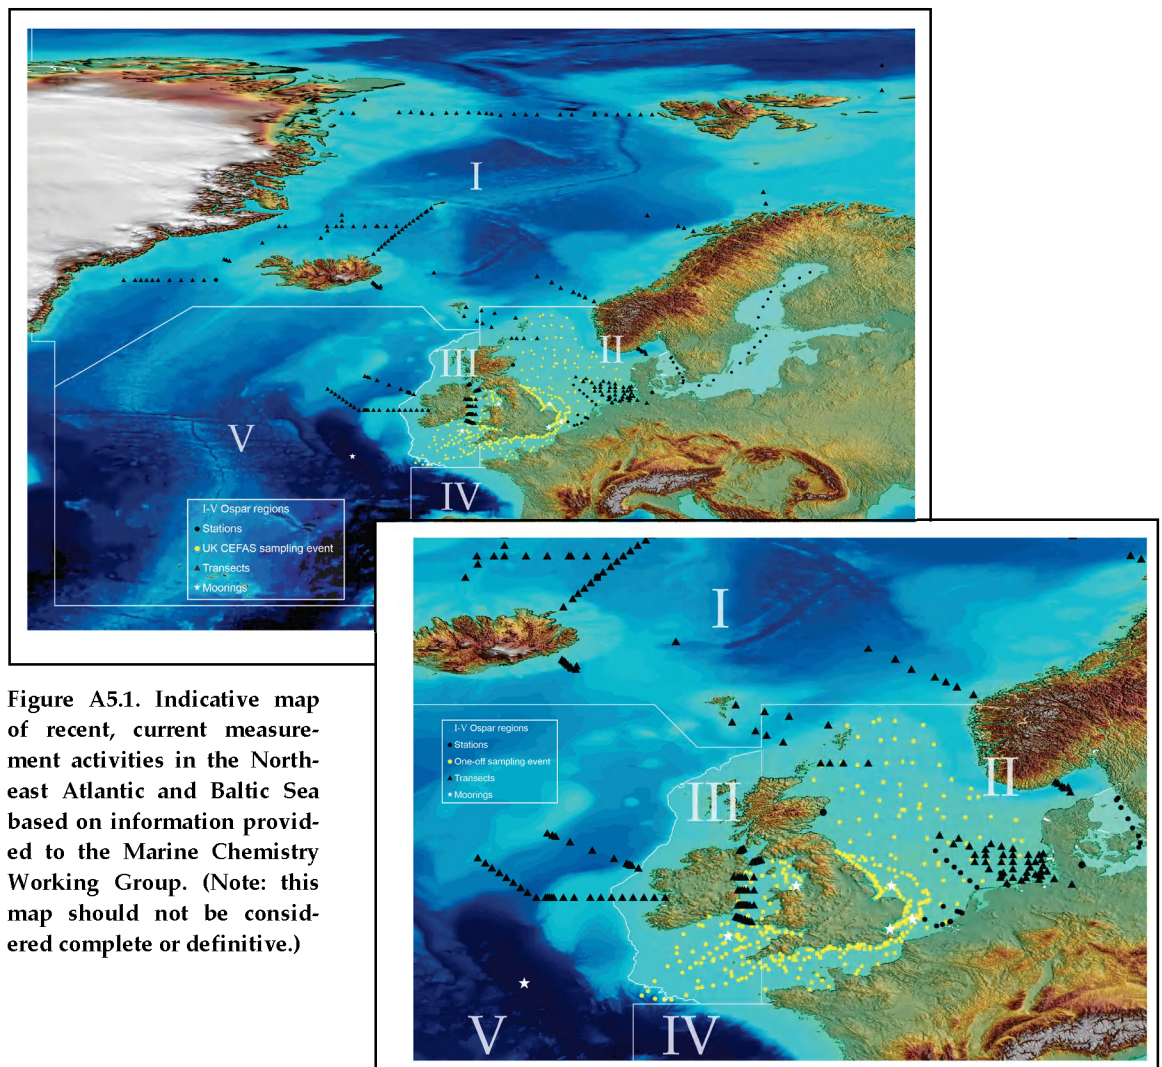 I
II
III
V
IV
I-V Ospar regions
Stations
UK CEFAS sampling event
Transects
Moorings
I
II
III
V
IV
I-V Ospar regions
Stations
One-off sampling event
Transects
Moorings
Figure A5.1. Indicative map
of recent, current measure-
ment activities in the North-
east Atlantic and Baltic Sea
based on information provid-
ed to the Marine Chemistry
Working Group. (Note: this
map should not be consid-
ered complete or definitive.)